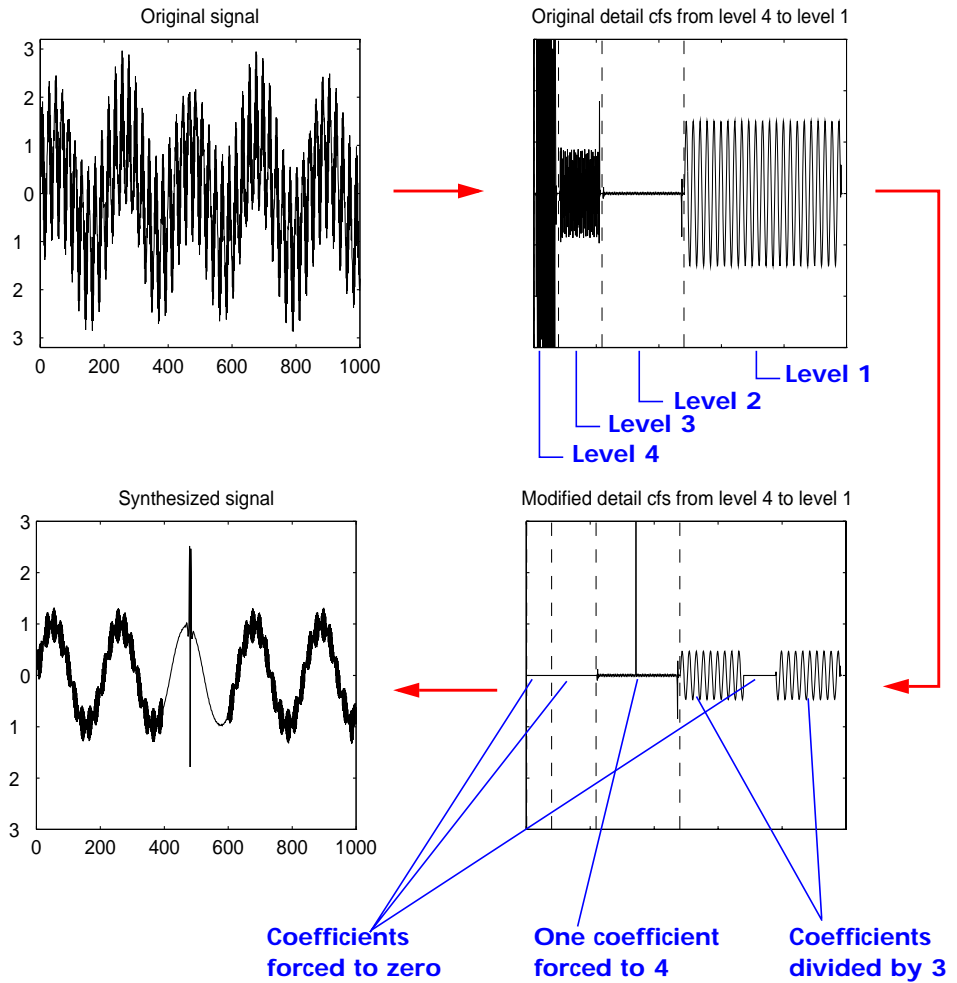 Original signal
Original detail cfs from level 4 to level 1
3
2
1
0
1
2
3
0 200 400 600 800 1000
Level 1
Level 2
Level 3
Level 4
Synthesized signal
Modified detail cfs from level 4 to level 1
3
2
1
0
1
2
3
0 200 400 600 800 1000
Coefficients
forced to zero
One coefficient
forced to 4
Coefficients
divided by 3